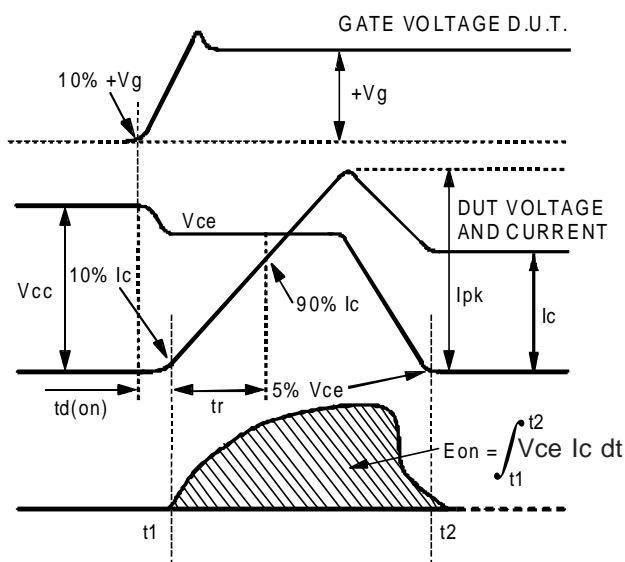 GATE VOLTAGE D.U.T.
10% +Vg
+Vg
Vce
DUT VOLTAGE
AND CURRENT
10% Ic
Vcc
90% Ic
Ipk
Ic
td(on)
tr
5% Vce
Eon = ∫ Vce Ic dt
t2
t1
t1
t2